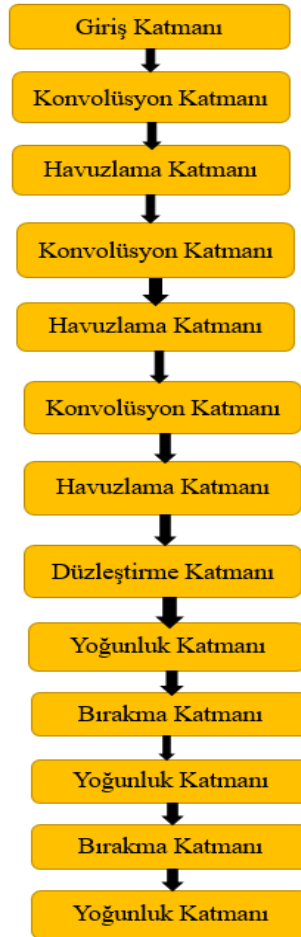 Giriş Katmanı
Konvolüsyon Katmanı
Havuzlama Katmanı
Konvolüsyon Katmanı
Havuzlama Katmanı
Konvolüsyon Katmanı
Havuzlama Katmanı
Düzleştirme Katmanı
Yoğunluk Katmanı
Bırakma Katmanı
Yoğunluk Katmanı
Bırakma Katmanı
Yoğunluk Katmanı